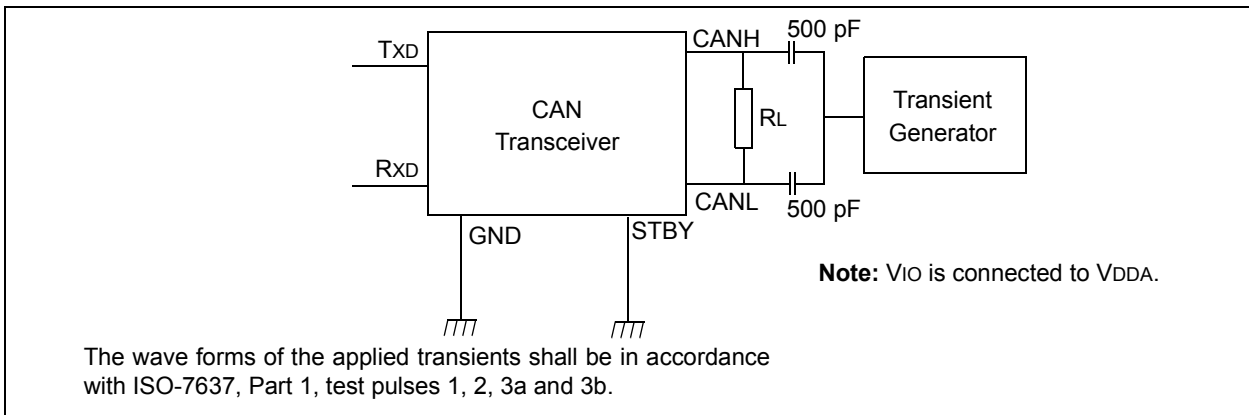 500 pF
CANH
TXD
CAN
Transceiver
RL
Transient
Generator
RXD
CANL
500 pF
GND
STBY
Note: VIO is connected to VDDA.
The wave forms of the applied transients shall be in accordance
with ISO-7637, Part 1, test pulses 1, 2, 3a and 3b.